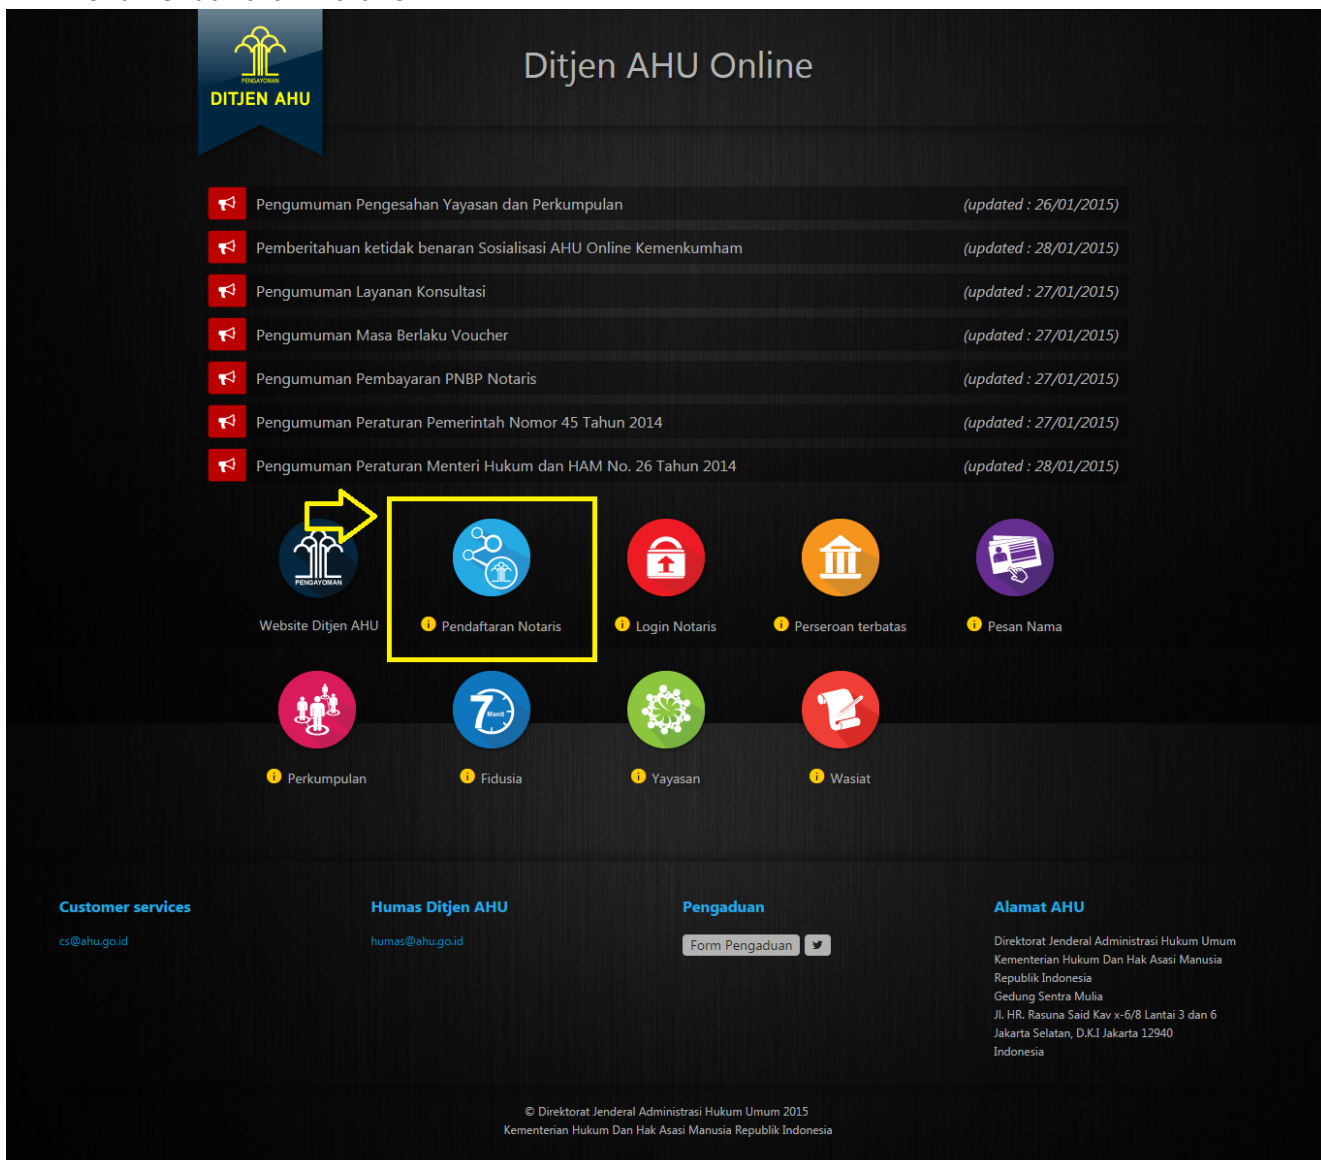 PENGAYOMAN
DITJEN AHU
Ditjen AHU Online
Pengumuman Pengesahan Yayasan dan Perkumpulan (updated : 26/01/2015)
Pemberitahuan ketidak benaran Sosialisasi AHU Online Kemenkumham (updated : 28/01/2015)
Pengumuman Layanan Konsultasi (updated : 27/01/2015)
Pengumuman Masa Berlaku Voucher (updated : 27/01/2015)
Pengumuman Pembayaran PNBP Notaris (updated : 27/01/2015)
Pengumuman Peraturan Pemerintah Nomor 45 Tahun 2014 (updated : 27/01/2015)
Pengumuman Peraturan Menteri Hukum dan HAM No. 26 Tahun 2014 (updated : 28/01/2015)
PENGAYOMAN
Website Ditjen AHU
Pendaftaran Notaris
Login Notaris
Perseroan terbatas
Pesan Nama
7 Menit
Perkumpulan
Fidusia
Yayasan
Wasiat
Customer services
cs@ahu.go.id
Humas Ditjen AHU
humas@ahu.go.id
Pengaduan
Form Pengaduan
Alamat AHU
Direktorat Jenderal Administrasi Hukum Umum
Kementerian Hukum Dan Hak Asasi Manusia
Republik Indonesia
Gedung Sentra Mulia
Jl. HR. Rasuna Said Kav x-6/8 Lantai 3 dan 6
Jakarta Selatan, D.K.I Jakarta 12940
Indonesia
© Direktorat Jenderal Administrasi Hukum Umum 2015
Kementerian Hukum Dan Hak Asasi Manusia Republik Indonesia